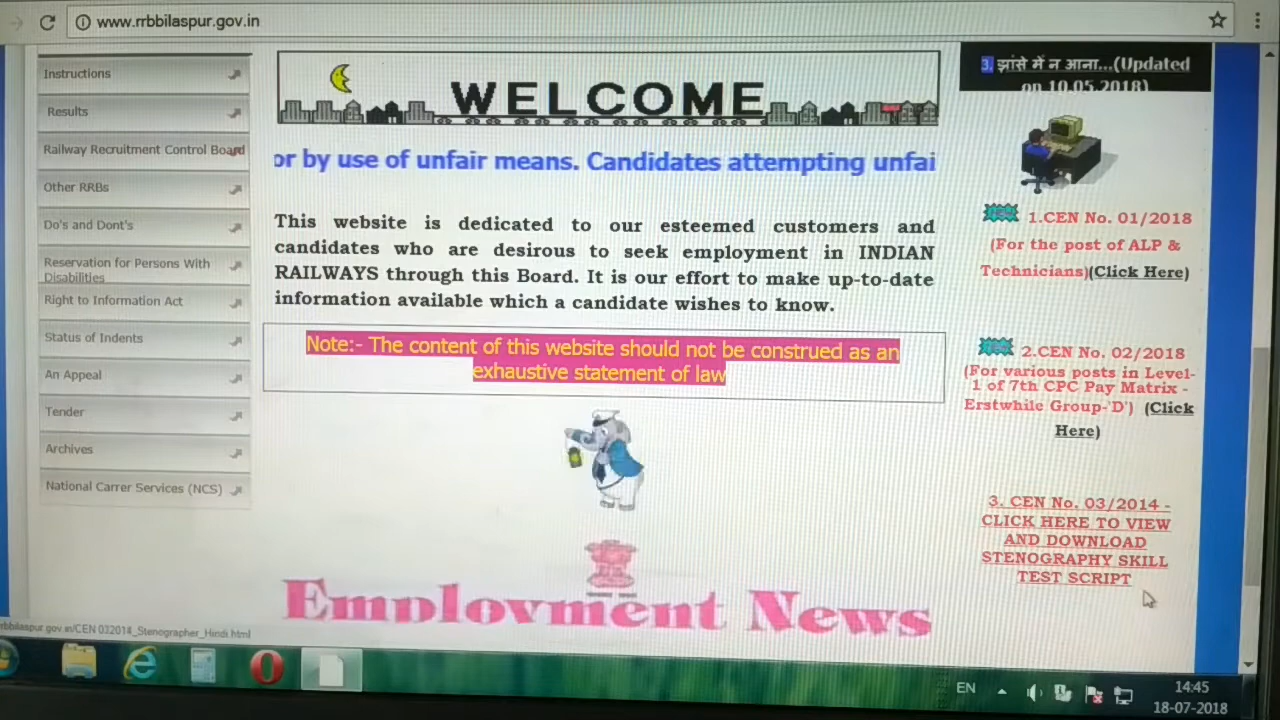 www.rrbbilaspur.gov.in
Instructions
Results
Railway Recruitment Control Board
Other RRBs
Do's and Dont's
Reservation for Persons With
Disabilities
Right to Information Act
Status of Indents
An Appeal
Tender
Archives
National Carrer Services (NCS)
WELCOME
or by use of unfair means. Candidates attempting unfai
This website is dedicated to our esteemed customers and
candidates who are desirous to seek employment in INDIAN
RAILWAYS through this Board. It is our effort to make up-to-date
information available which a candidate wishes to know.
Note:- The content of this website should not be construed as an
exhaustive statement of law
Employment News
3. झांसे में न आना...(Updated
on 10.05.2018)
1.CEN No. 01/2018
(For the post of ALP &
Technicians)(Click Here)
2.CEN No. 02/2018
(For various posts in Level-
1 of 7th CPC Pay Matrix -
Erstwhile Group-'D') (Click
Here)
3. CEN No. 03/2014 -
CLICK HERE TO VIEW
AND DOWNLOAD
STENOGRAPHY SKILL
TEST SCRIPT
rbbilaspur.gov.in/CEN 032014_Stenographer_Hindi.html
EN
14:45
18-07-2018